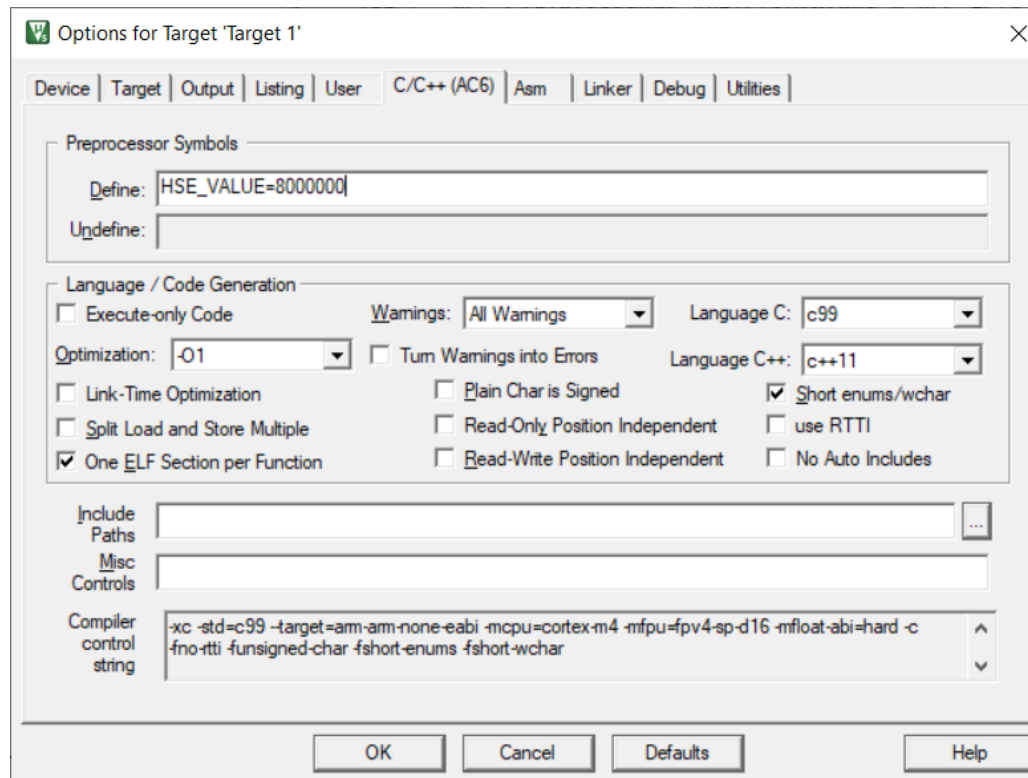 Options for Target 'Target 1'
Device Target Output Listing User C/C++ (AC6) Asm Linker Debug Utilities
Preprocessor Symbols
Define: HSE_VALUE=8000000
Undefine:
Language / Code Generation
Execute-only Code Warnings: All Warnings Language C: c99
Optimization: -O1 Turn Warnings into Errors Language C++: c++11
Link-Time Optimization Plain Char is Signed Short enums/wchar
Split Load and Store Multiple Read-Only Position Independent use RTTI
One ELF Section per Function Read-Write Position Independent No Auto Includes
Include
Paths ...
Misc
Controls
Compiler
control
string
-xc -std=c99 --target=arm-arm-none-eabi -mcpu=cortex-m4 -mfpu=fpv4-sp-d16 -mfloat-abi=hard -c
-fno-rtti -funsigned-char -fshort-enums -fshort-wchar
OK Cancel Defaults Help